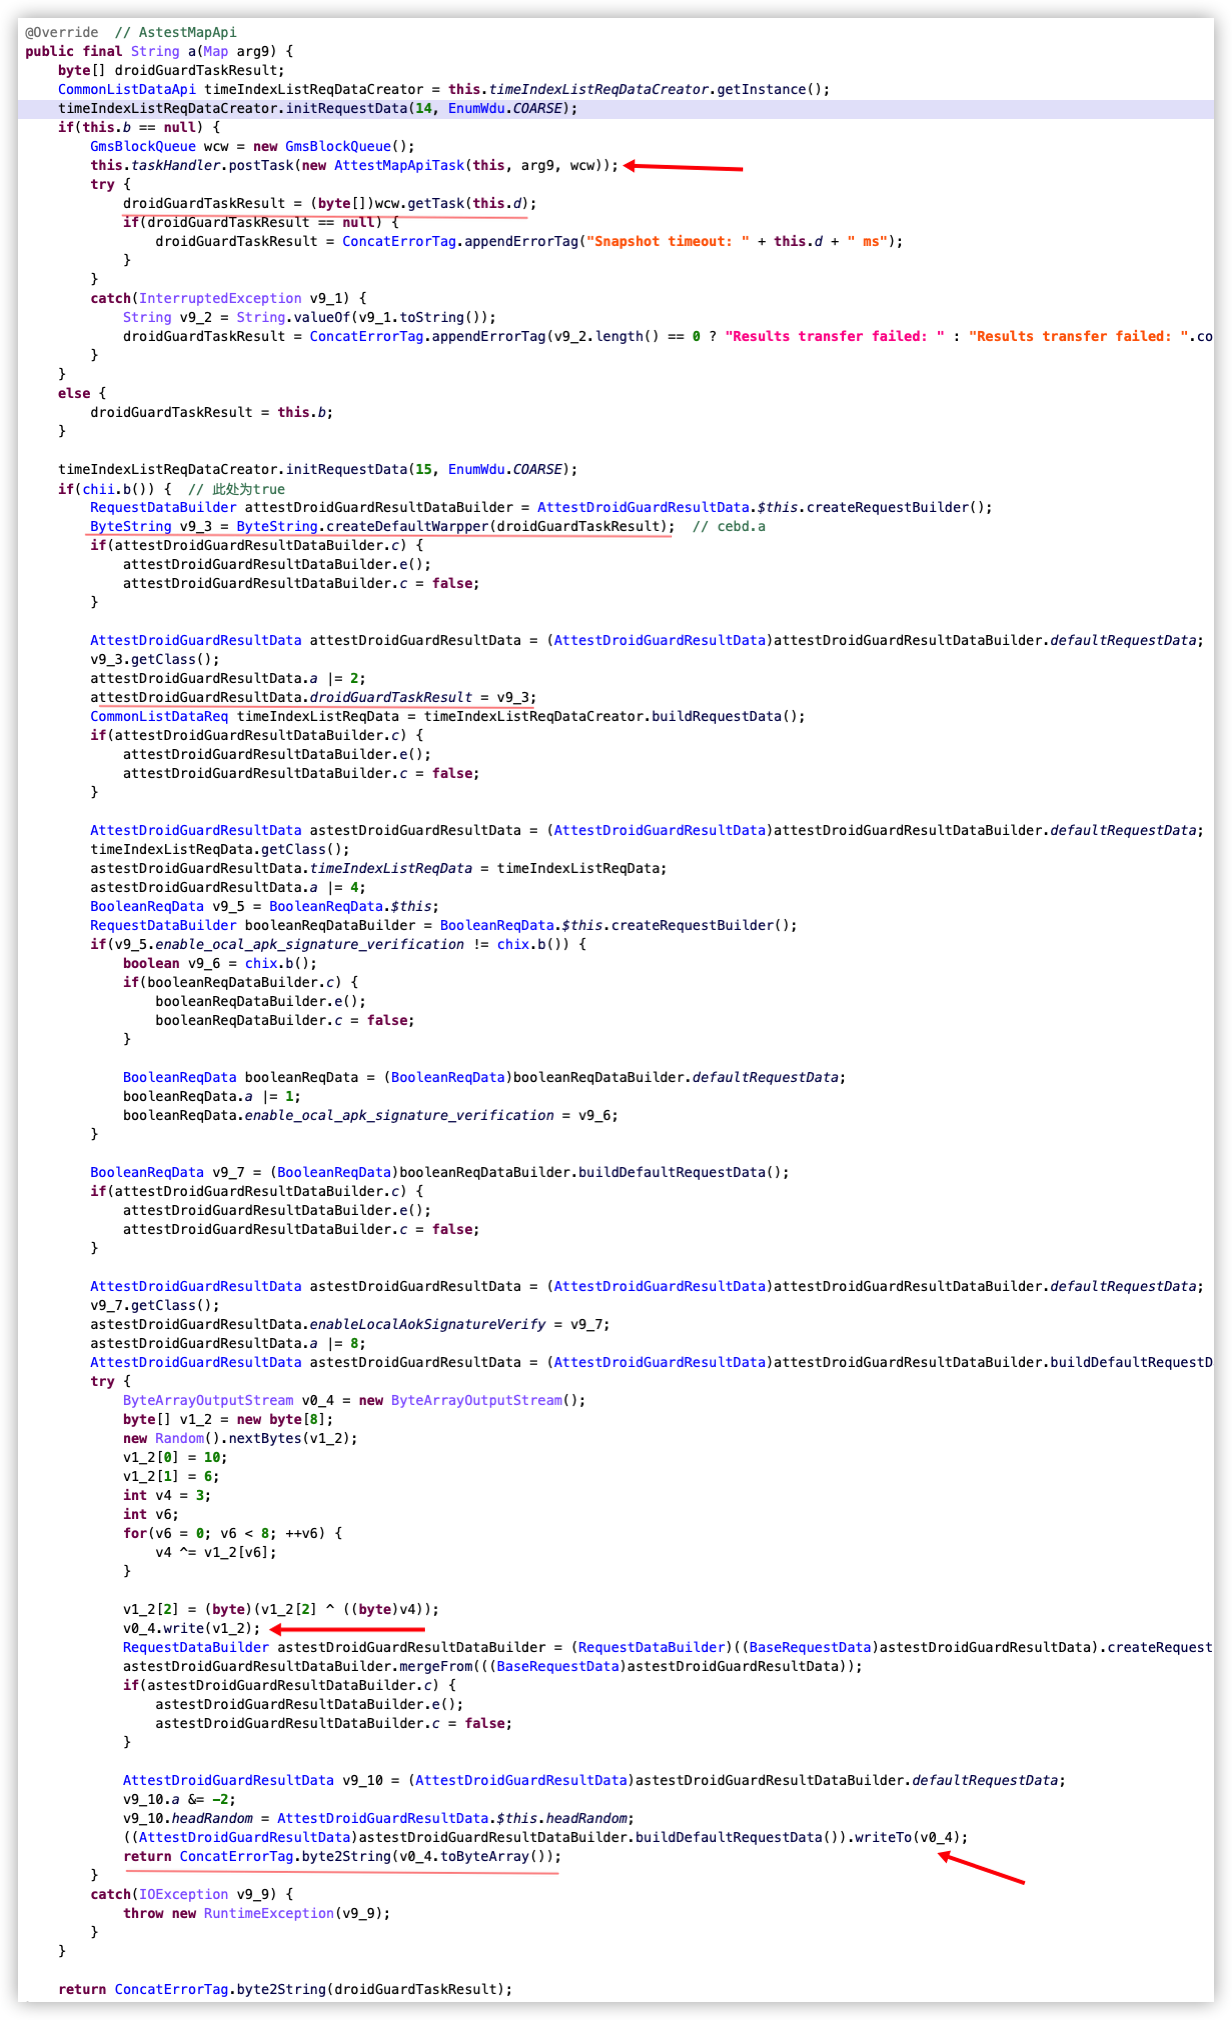 @Override  // AstestMapApi
public final String a(Map arg9) {
    byte[] droidGuardTaskResult;
    CommonListDataApi timeIndexListReqDataCreator = this.timeIndexListReqDataCreator.getInstance();
    timeIndexListReqDataCreator.initRequestData(14, EnumWdu.COARSE);
    if(this.b == null) {
        GmsBlockQueue wcw = new GmsBlockQueue();
        this.taskHandler.postTask(new AttestMapApiTask(this, arg9, wcw));
        try {
            droidGuardTaskResult = (byte[])wcw.getTask(this.d);
            if(droidGuardTaskResult == null) {
                droidGuardTaskResult = ConcatErrorTag.appendErrorTag("Snapshot timeout: " + this.d + " ms");
            }
        }
        catch(InterruptedException v9_1) {
            String v9_2 = String.valueOf(v9_1.toString());
            droidGuardTaskResult = ConcatErrorTag.appendErrorTag(v9_2.length() == 0 ? "Results transfer failed: " : "Results transfer failed: ".co
        }
    }
    else {
        droidGuardTaskResult = this.b;
    }
    timeIndexListReqDataCreator.initRequestData(15, EnumWdu.COARSE);
    if(chii.b()) {  // 此处为true
        RequestDataBuilder attestDroidGuardResultDataBuilder = AttestDroidGuardResultData.$this.createRequestBuilder();
        ByteString v9_3 = ByteString.createDefaultWarpper(droidGuardTaskResult);  // cebd.a
        if(attestDroidGuardResultDataBuilder.c) {
            attestDroidGuardResultDataBuilder.e();
            attestDroidGuardResultDataBuilder.c = false;
        }
        AttestDroidGuardResultData attestDroidGuardResultData = (AttestDroidGuardResultData)attestDroidGuardResultDataBuilder.defaultRequestData;
        v9_3.getClass();
        attestDroidGuardResultData.a |= 2;
        attestDroidGuardResultData.droidGuardTaskResult = v9_3;
        CommonListDataReq timeIndexListReqData = timeIndexListReqDataCreator.buildRequestData();
        if(attestDroidGuardResultDataBuilder.c) {
            attestDroidGuardResultDataBuilder.e();
            attestDroidGuardResultDataBuilder.c = false;
        }
        AttestDroidGuardResultData astestDroidGuardResultData = (AttestDroidGuardResultData)attestDroidGuardResultDataBuilder.defaultRequestData;
        timeIndexListReqData.getClass();
        astestDroidGuardResultData.timeIndexListReqData = timeIndexListReqData;
        astestDroidGuardResultData.a |= 4;
        BooleanReqData v9_5 = BooleanReqData.$this;
        RequestDataBuilder booleanReqDataBuilder = BooleanReqData.$this.createRequestBuilder();
        if(v9_5.enable_ocal_apk_signature_verification != chix.b()) {
            boolean v9_6 = chix.b();
            if(booleanReqDataBuilder.c) {
                booleanReqDataBuilder.e();
                booleanReqDataBuilder.c = false;
            }
            BooleanReqData booleanReqData = (BooleanReqData)booleanReqDataBuilder.defaultRequestData;
            booleanReqData.a |= 1;
            booleanReqData.enable_ocal_apk_signature_verification = v9_6;
        }
        BooleanReqData v9_7 = (BooleanReqData)booleanReqDataBuilder.buildDefaultRequestData();
        if(attestDroidGuardResultDataBuilder.c) {
            attestDroidGuardResultDataBuilder.e();
            attestDroidGuardResultDataBuilder.c = false;
        }
        AttestDroidGuardResultData astestDroidGuardResultData = (AttestDroidGuardResultData)attestDroidGuardResultDataBuilder.defaultRequestData;
        v9_7.getClass();
        astestDroidGuardResultData.enableLocalAokSignatureVerify = v9_7;
        astestDroidGuardResultData.a |= 8;
        AttestDroidGuardResultData astestDroidGuardResultData = (AttestDroidGuardResultData)attestDroidGuardResultDataBuilder.buildDefaultRequestD
        try {
            ByteArrayOutputStream v0_4 = new ByteArrayOutputStream();
            byte[] v1_2 = new byte[8];
            new Random().nextBytes(v1_2);
            v1_2[0] = 10;
            v1_2[1] = 6;
            int v4 = 3;
            int v6;
            for(v6 = 0; v6 < 8; ++v6) {
                v4 ^= v1_2[v6];
            }
            v1_2[2] = (byte)(v1_2[2] ^ ((byte)v4));
            v0_4.write(v1_2);
            RequestDataBuilder astestDroidGuardResultDataBuilder = (RequestDataBuilder)((BaseRequestData)astestDroidGuardResultData).createRequest
            astestDroidGuardResultDataBuilder.mergeFrom(((BaseRequestData)astestDroidGuardResultData));
            if(astestDroidGuardResultDataBuilder.c) {
                astestDroidGuardResultDataBuilder.e();
                astestDroidGuardResultDataBuilder.c = false;
            }
            AttestDroidGuardResultData v9_10 = (AttestDroidGuardResultData)astestDroidGuardResultDataBuilder.defaultRequestData;
            v9_10.a &= -2;
            v9_10.headRandom = AttestDroidGuardResultData.$this.headRandom;
            ((AttestDroidGuardResultData)astestDroidGuardResultDataBuilder.buildDefaultRequestData()).writeTo(v0_4);
            return ConcatErrorTag.byte2String(v0_4.toByteArray());
        }
        catch(IOException v9_9) {
            throw new RuntimeException(v9_9);
        }
    }
    return ConcatErrorTag.byte2String(droidGuardTaskResult);